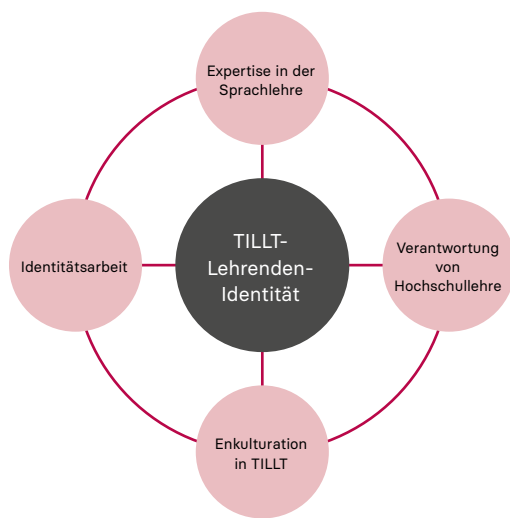 Expertise in der
Sprachlehre
Identitätsarbeit
TILLT-
Lehrenden-
Identität
Verantwortung
von
Hochschullehre
Enkulturation
in TILLT